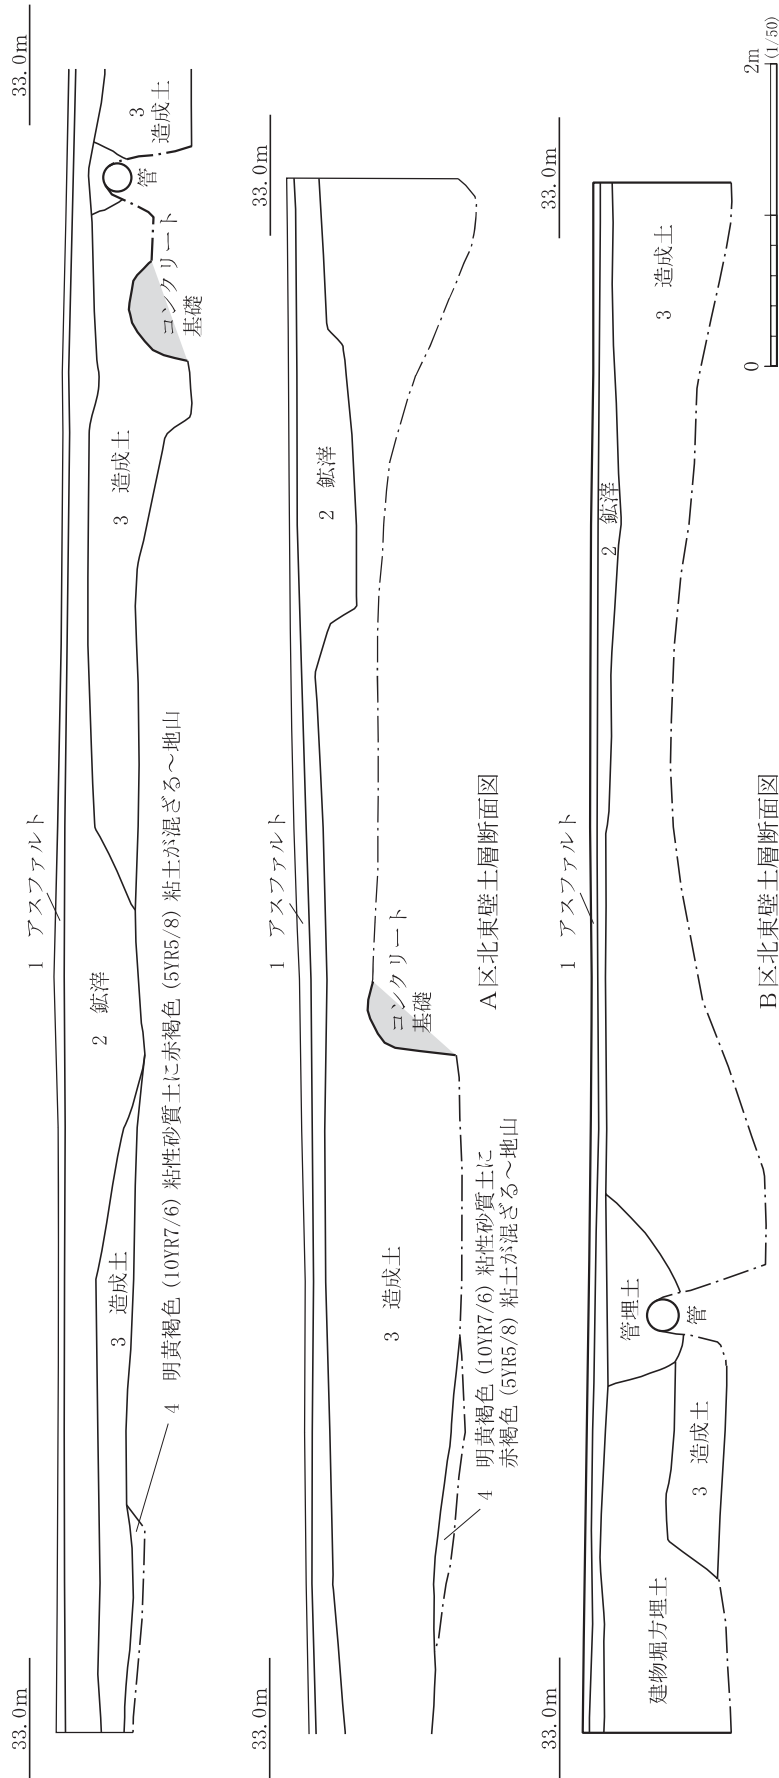 33.0m
33.0m
1 アスファルト
2 鉱滓
3 造成土
3 造成土
3
造成土
管
コンクリート
基礎
4 明黄褐色 (10YR7/6) 粘性砂質土に赤褐色 (5YR5/8) 粘土が混ざる～地山
33.0m
33.0m
1 アスファルト
2 鉱滓
3 造成土
コンクリート
基礎
4 明黄褐色 (10YR7/6) 粘性砂質土に
赤褐色 (5YR5/8) 粘土が混ざる～地山
A区北東壁土層断面図
33.0m
33.0m
1 アスファルト
2 鉱滓
3 造成土
管埋土
管
3 造成土
建物堀方埋土
B区北東壁土層断面図
0
2m
(1/50)